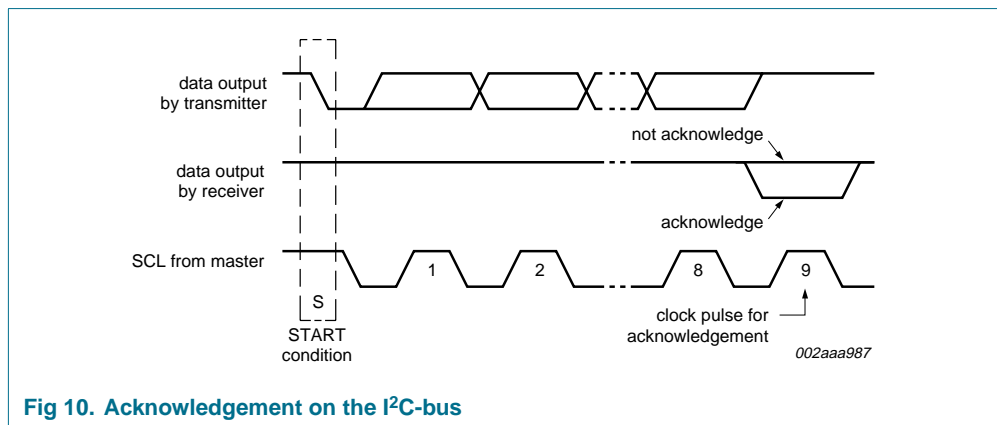 data output
by transmitter
not acknowledge
data output
by receiver
acknowledge
SCL from master
1
2
8
9
S
START
condition
clock pulse for
acknowledgement
002aaa987
Fig 10. Acknowledgement on the I²C-bus